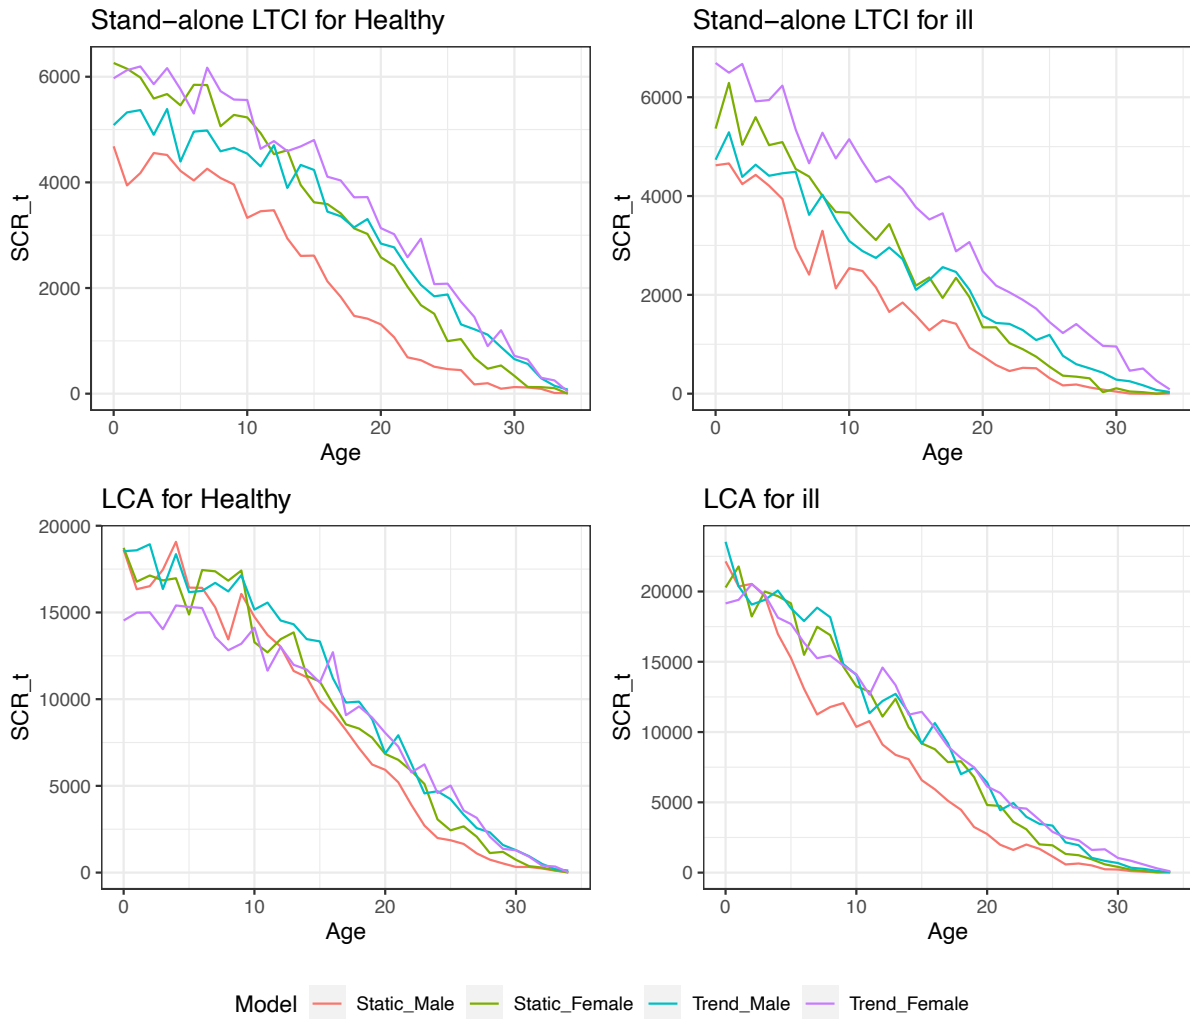 Stand−alone LTCI for Healthy
SCR_t
6000
4000
2000
0
0 10 20 30
Age
Stand−alone LTCI for ill
SCR_t
6000
4000
2000
0
0 10 20 30
Age
LCA for Healthy
SCR_t
20000
15000
10000
5000
0
0 10 20 30
Age
LCA for ill
SCR_t
20000
15000
10000
5000
0
0 10 20 30
Age
Model Static_Male Static_Female Trend_Male Trend_Female